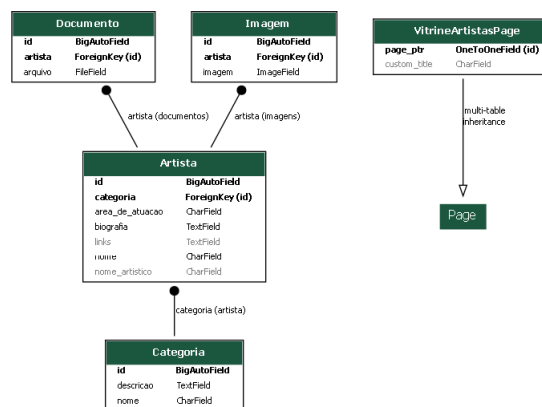 Documento
id BigAutoField
artista ForeignKey (id)
arquivo FileField
Imagem
id BigAutoField
artista ForeignKey (id)
imagem ImageField
VitrineArtistasPage
page_ptr OneToOneField (id)
custom_title CharField
artista (documentos)
artista (imagens)
multi-table
inheritance
Artista
id BigAutoField
categoria ForeignKey (id)
area_de_atuacao CharField
biografia TextField
links TextField
nome CharField
nome_artistico CharField
Page
categoria (artista)
Categoria
id BigAutoField
descricao TextField
nome CharField